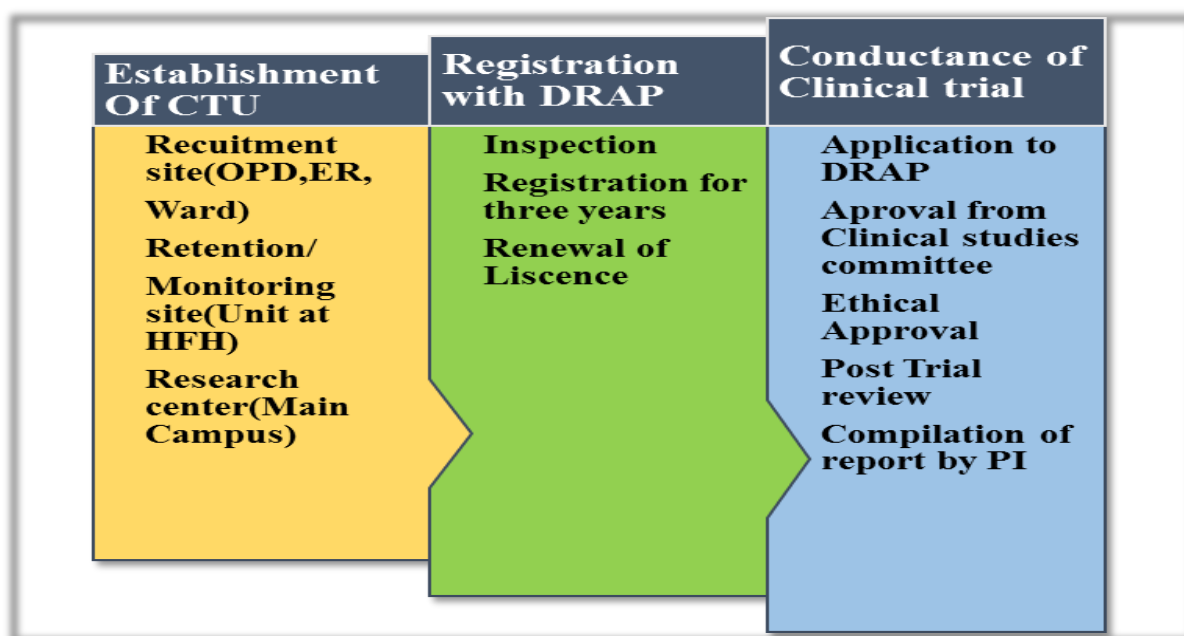 Establishment
Of CTU
Recuitment
site(OPD,ER,
Ward)
Retention/
Monitoring
site(Unit at
HFH)
Research
center(Main
Campus)
Registration
with DRAP
Inspection
Registration for
three years
Renewal of
Liscence
Conductance of
Clinical trial
Application to
DRAP
Aproval from
Clinical studies
committee
Ethical
Approval
Post Trial
review
Compilation of
report by PI